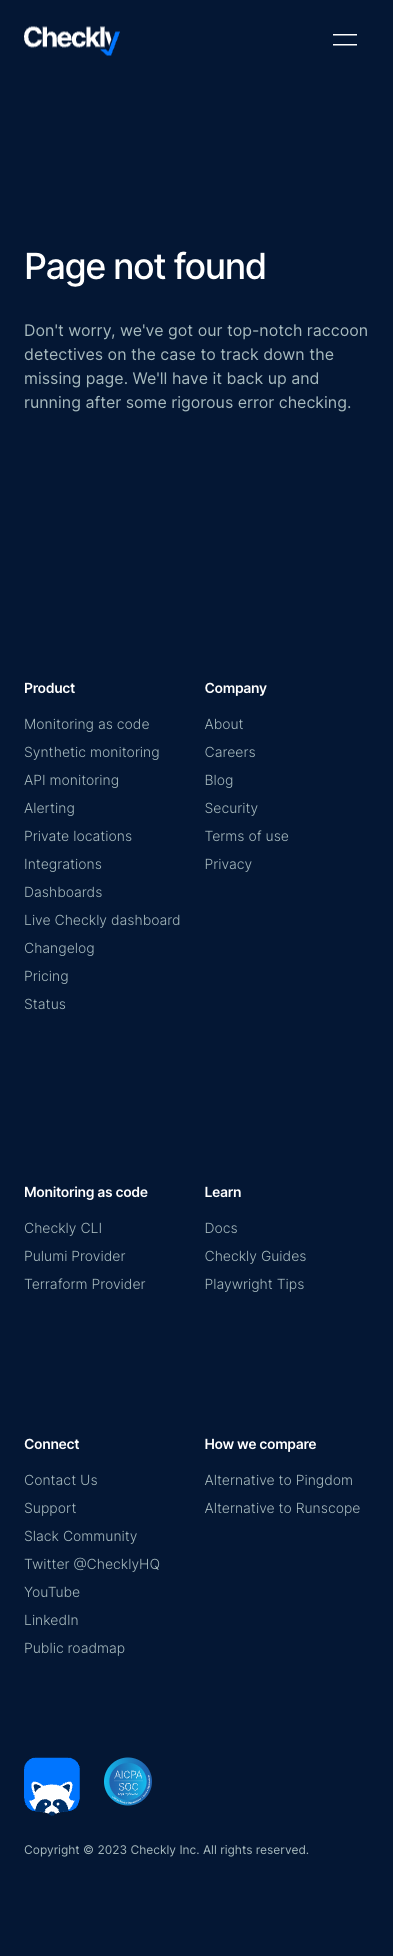 Checkly
Page not found
Don't worry, we've got our top-notch raccoon
detectives on the case to track down the
missing page. We'll have it back up and
running after some rigorous error checking.
Product
Monitoring as code
Synthetic monitoring
API monitoring
Alerting
Private locations
Integrations
Dashboards
Live Checkly dashboard
Changelog
Pricing
Status
Company
About
Careers
Blog
Security
Terms of use
Privacy
Monitoring as code
Checkly CLI
Pulumi Provider
Terraform Provider
Learn
Docs
Checkly Guides
Playwright Tips
Connect
Contact Us
Support
Slack Community
Twitter @ChecklyHQ
YouTube
LinkedIn
Public roadmap
How we compare
Alternative to Pingdom
Alternative to Runscope
AICPA
SOC
Copyright © 2023 Checkly Inc. All rights reserved.